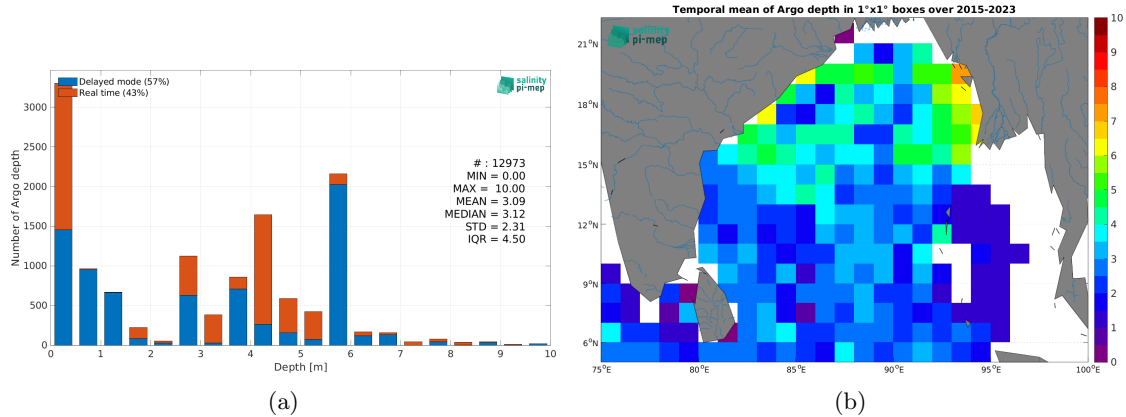 Delayed mode (57%)
Real time (43%)
salinity
pi-mep
3000
2500
2000
1500
1000
500
0
# : 12973
MIN = 0.00
MAX = 10.00
MEAN = 3.09
MEDIAN = 3.12
STD = 2.31
IQR = 4.50
Number of Argo depth
0 1 2 3 4 5 6 7 8 9 10
Depth [m]
(a)
Temporal mean of Argo depth in 1°x1° boxes over 2015-2023
salinity
pi-mep
21°N
18°N
15°N
12°N
9°N
6°N
75°E 80°E 85°E 90°E 95°E 100°E
10
9
8
7
6
5
4
3
2
1
0
(b)